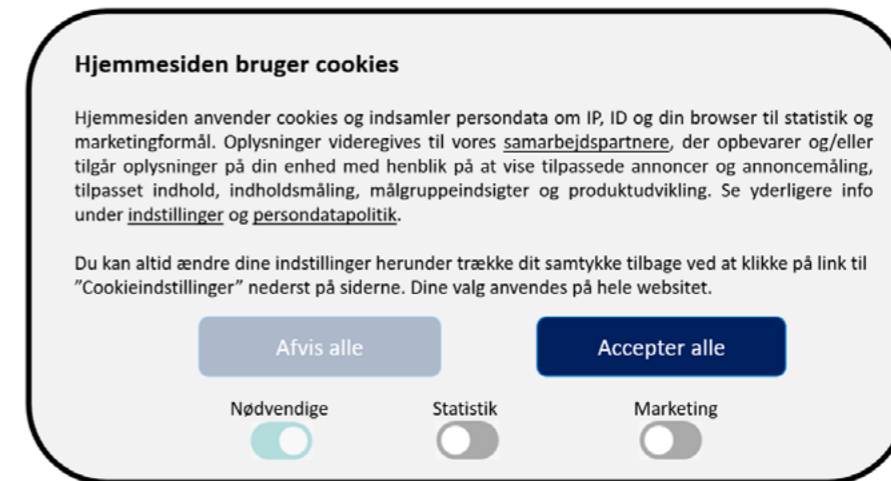 Hjemmesiden bruger cookies
Hjemmesiden anvender cookies og indsamler persondata om IP, ID og din browser til statistik og
marketingformål. Oplysninger videregives til vores samarbejdspartnere, der opbevarer og/eller
tilgår oplysninger på din enhed med henblik på at vise tilpassede annoncer og annoncemåling,
tilpasset indhold, indholdsmåling, målgruppeindsigter og produktudvikling. Se yderligere info
under indstillinger og persondatapolitik.
Du kan altid ændre dine indstillinger herunder trække dit samtykke tilbage ved at klikke på link til
”Cookieindstillinger” nederst på siderne. Dine valg anvendes på hele websitet.
Afvis alle Accepter alle
Nødvendige Statistik Marketing